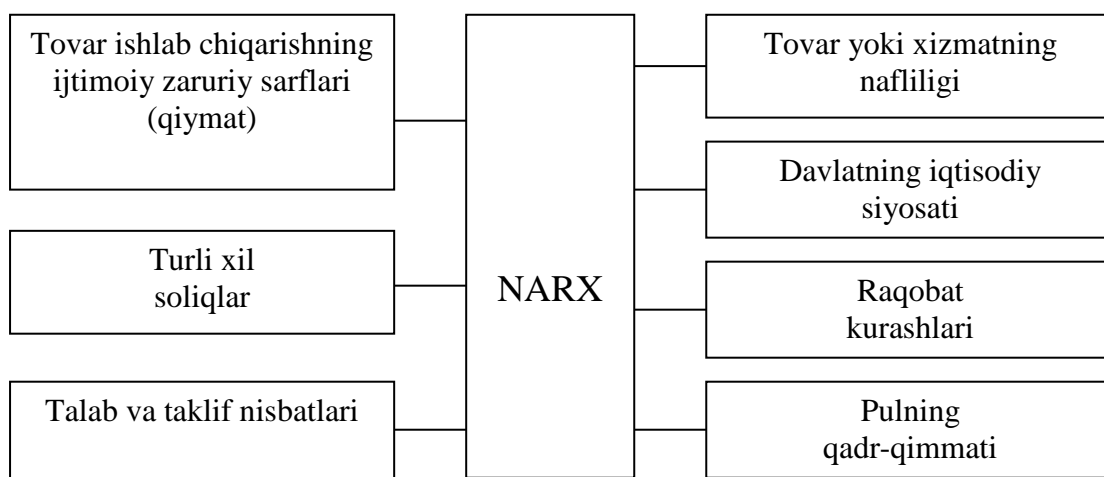 Tovar ishlab chiqarishning
ijtimoiy zaruriy sarflari
(qiymat)
Turli xil
soliqlar
Talab va taklif nisbatlari
NARX
Tovar yoki xizmatning
nafliligi
Davlatning iqtisodiy
siyosati
Raqobat
kurashlari
Pulning
qadr-qimmati